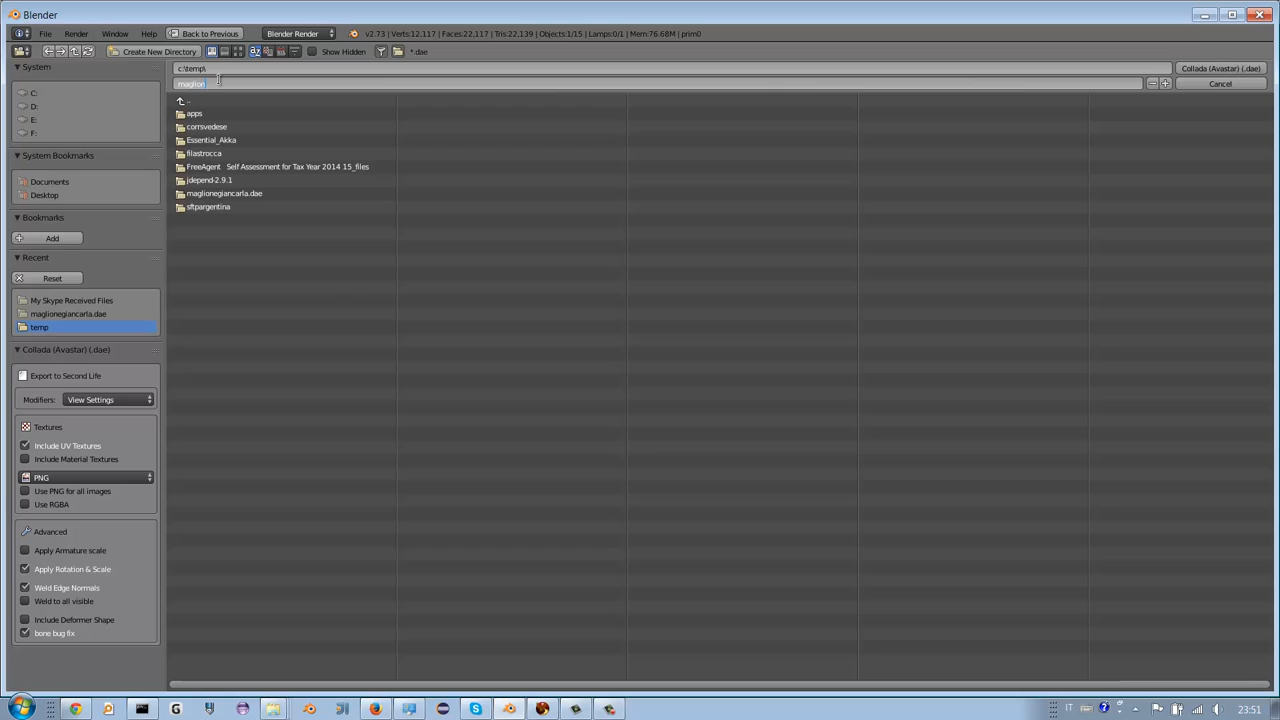 Blender
File Render Window Help Back to Previous Blender Render v2.73 | Verts:12,117 | Faces:22,117 | Tris:22,139 | Objects:1/15 | Lamps:0/1 | Mem:76.68M | prim0
Create New Directory Show Hidden *.dae
System
C:
D:
E:
F:
System Bookmarks
Documents
Desktop
Bookmarks
Add
Recent
Reset
My Skype Received Files
maglionegiancarla.dae
temp
Collada (Avastar) (.dae)
Export to Second Life
Modifiers: View Settings
Textures
Include UV Textures
Include Material Textures
PNG
Use PNG for all images
Use RGBA
Advanced
Apply Armature scale
Apply Rotation & Scale
Weld Edge Normals
Weld to all visible
Include Deformer Shape
bone bug fix
c:\temp\ Collada (Avastar) (.dae)
maglion Cancel
..
apps
corrsvedese
Essential_Akka
filastrocca
FreeAgent Self Assessment for Tax Year 2014 15_files
jdepend-2.9.1
maglionegiancarla.dae
sftpargentina
IT 23:51